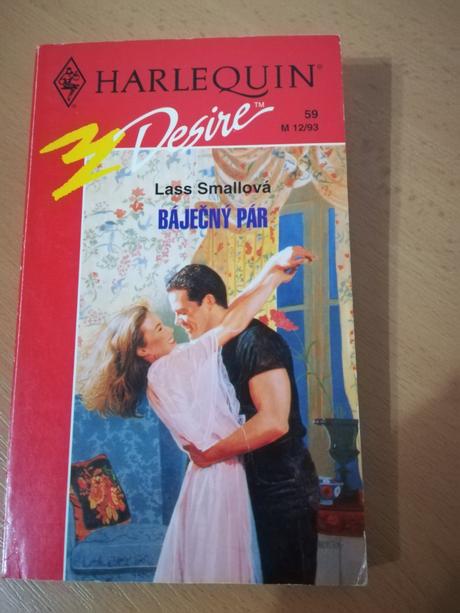 HARLEQUIN®
Desire™
59
M 12/93
Lass Smallová
BÁJEČNÝ PÁR